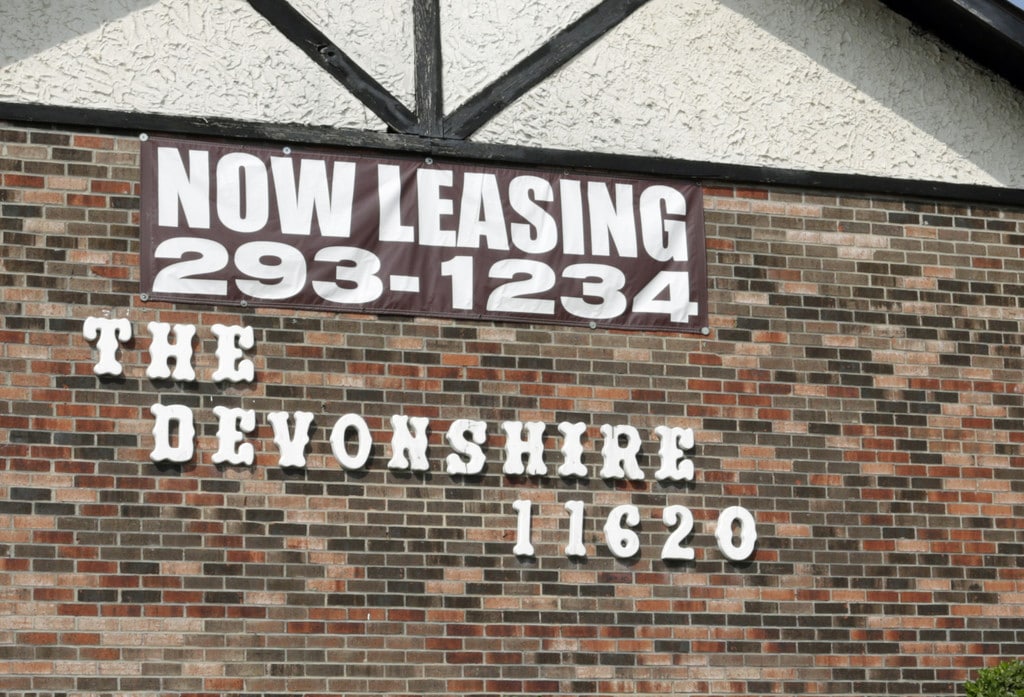 NOW LEASING
293-1234
THE
DEVONSHIRE
11620